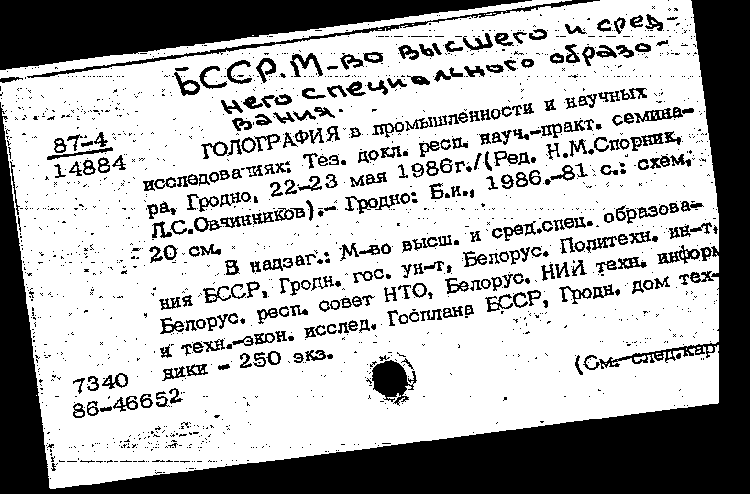 БССР. М-во высшего и сред-
него специального образо-
вания.
87-4
14884
ГОЛОГРАФИЯ в промышленности и научных
исследованиях: Тез. докл. респ. науч.-практ. семина-
ра, Гродно, 22-23 мая 1986г./(Ред. Н.М.Спорник,
Л.С.Овчинников).- Гродно: Б.и., 1986.-81 с.: схем,
20 см.
В надзаг.: М-во высш. и сред.спец. образова-
ния БССР, Гродн. гос. ун-т, Белорус. Политехн. ин-т,
Белорус. респ. совет НТО, Белорус. НИИ техн. информ
и техн.-экон. исслед. Госплана БССР, Гродн. дом тех-
ники - 250 экз.
7340
86-46652
(См. след.кар